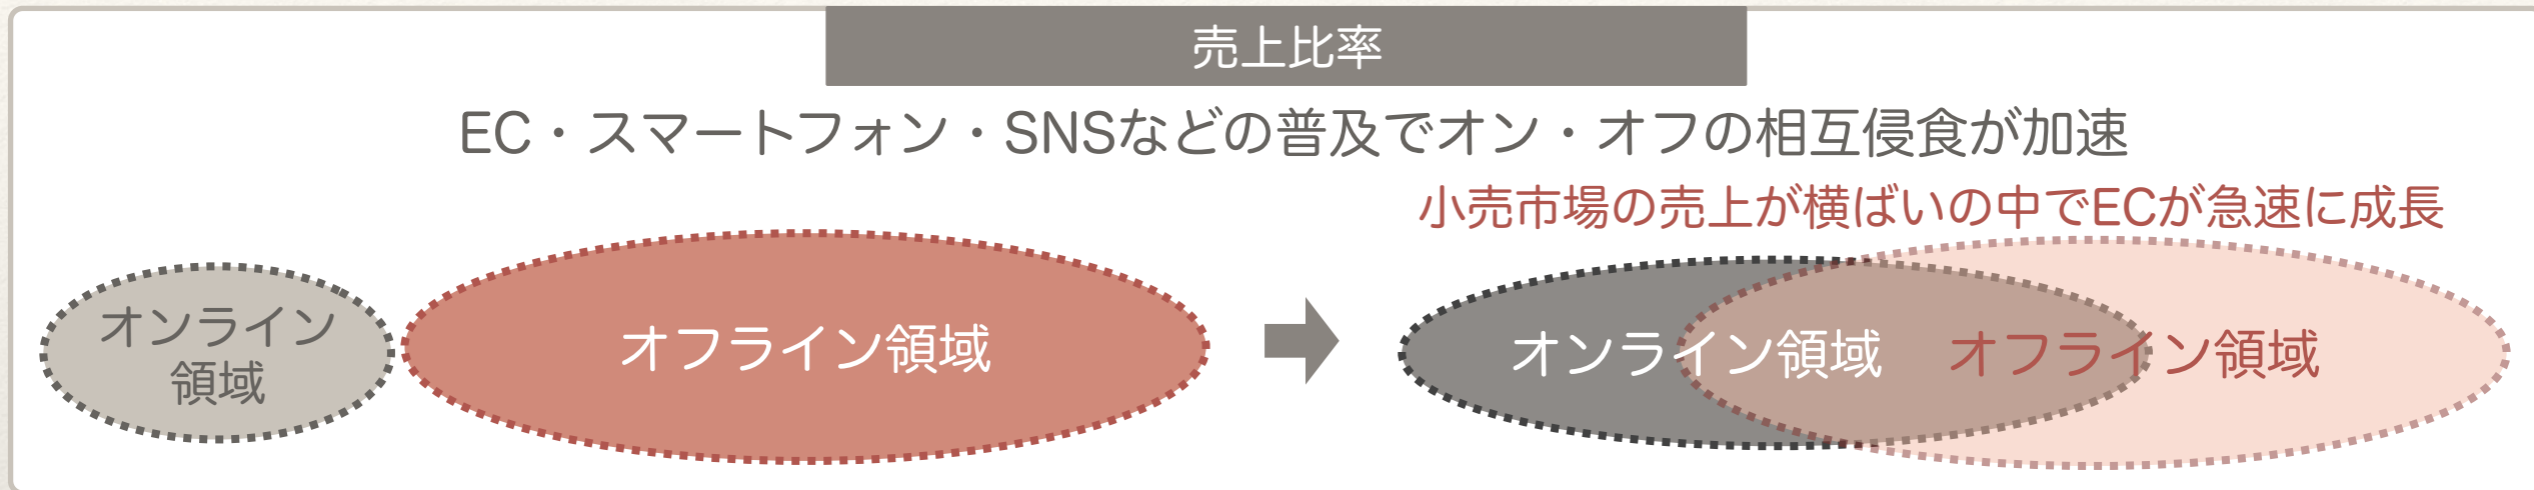 売上比率
EC・スマートフォン・SNSなどの普及でオン・オフの相互侵食が加速
小売市場の売上が横ばいの中でECが急速に成長
オンライン
領域
オフライン領域
オンライン領域
オフライン領域